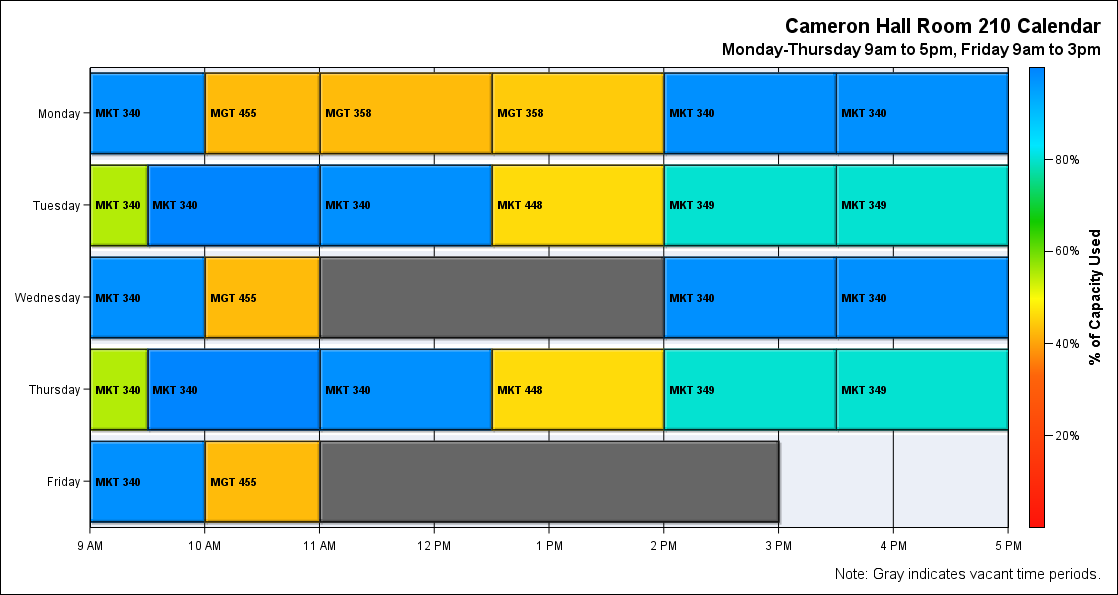 Cameron Hall Room 210 Calendar
Monday-Thursday 9am to 5pm, Friday 9am to 3pm
Monday
MKT 340
MGT 455
MGT 358
MGT 358
MKT 340
MKT 340
Tuesday
MKT 340
MKT 340
MKT 340
MKT 448
MKT 349
MKT 349
Wednesday
MKT 340
MGT 455
MKT 340
MKT 340
Thursday
MKT 340
MKT 340
MKT 340
MKT 448
MKT 349
MKT 349
Friday
MKT 340
MGT 455
9 AM
10 AM
11 AM
12 PM
1 PM
2 PM
3 PM
4 PM
5 PM
80%
60%
40%
20%
% of Capacity Used
Note: Gray indicates vacant time periods.